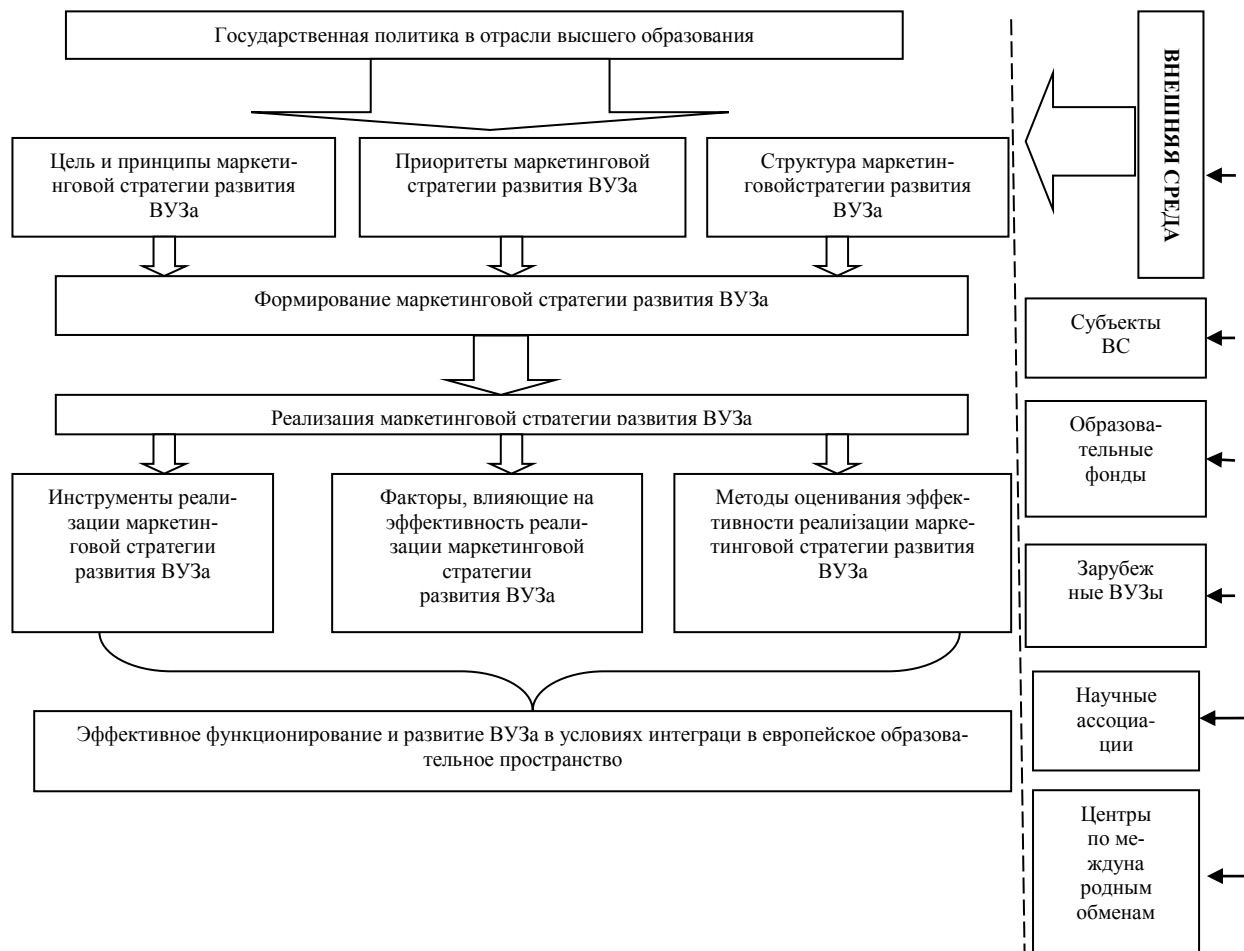 Государственная политика в отрасли высшего образования
Цель и принципы маркети-
нговой стратегии развития
ВУЗа
Приоритеты маркетинговой
стратегии развития ВУЗа
Структура маркетин-
говойстратегии развития
ВУЗа
Формирование маркетинговой стратегии развития ВУЗа
Реализация маркетинговой стратегии развития ВУЗа
Инструменты реали-
зации маркетин-
говой стратегии
развития ВУЗа
Факторы, влияющие на
эффективность реали-
зации маркетинговой
стратегии
развития ВУЗа
Методы оценивания эффек-
тивности реалиізации марке-
тинговой стратегии развития
ВУЗа
Эффективное функционирование и развитие ВУЗа в условиях интеграци в европейское образова-
тельное пространство
ВНЕШНЯЯ СРЕДА
Субъекты
ВС
Образова-
тельные
фонды
Зарубеж
ные ВУЗы
Научные
ассоциа-
ции
Центры
по ме-
ждуна
родным
обменам